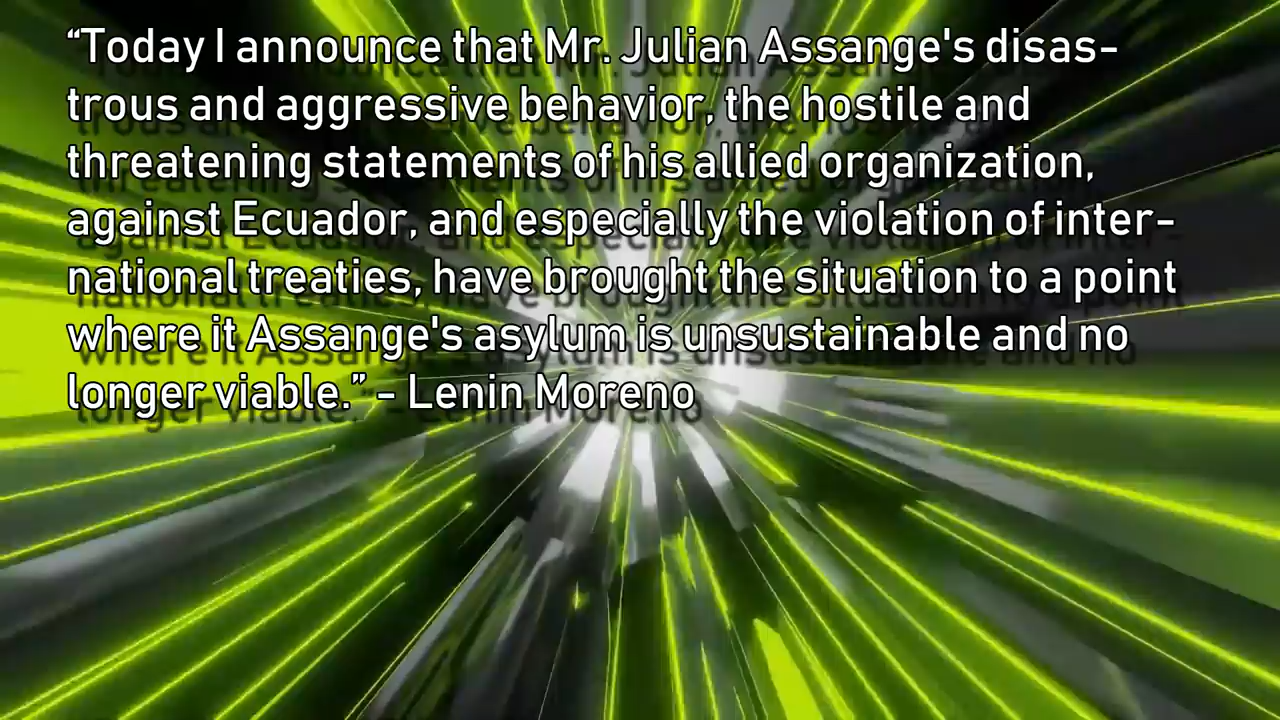 “Today I announce that Mr. Julian Assange's disas-
trous and aggressive behavior, the hostile and
threatening statements of his allied organization,
against Ecuador, and especially the violation of inter-
national treaties, have brought the situation to a point
where it Assange's asylum is unsustainable and no
longer viable.” - Lenin Moreno